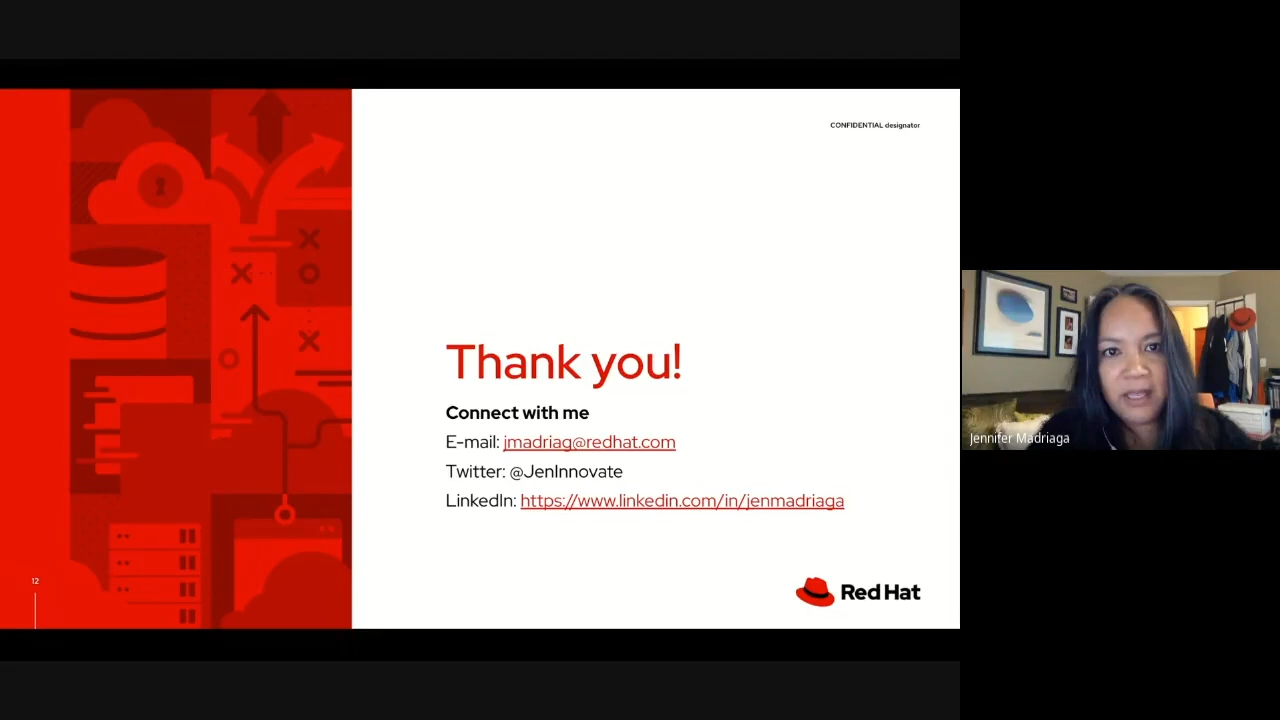 CONFIDENTIAL designator
Thank you!
Connect with me
E-mail: jmadriag@redhat.com
Twitter: @JenInnovate
LinkedIn: https://www.linkedin.com/in/jenmadriaga
12
Red Hat
Jennifer Madriaga